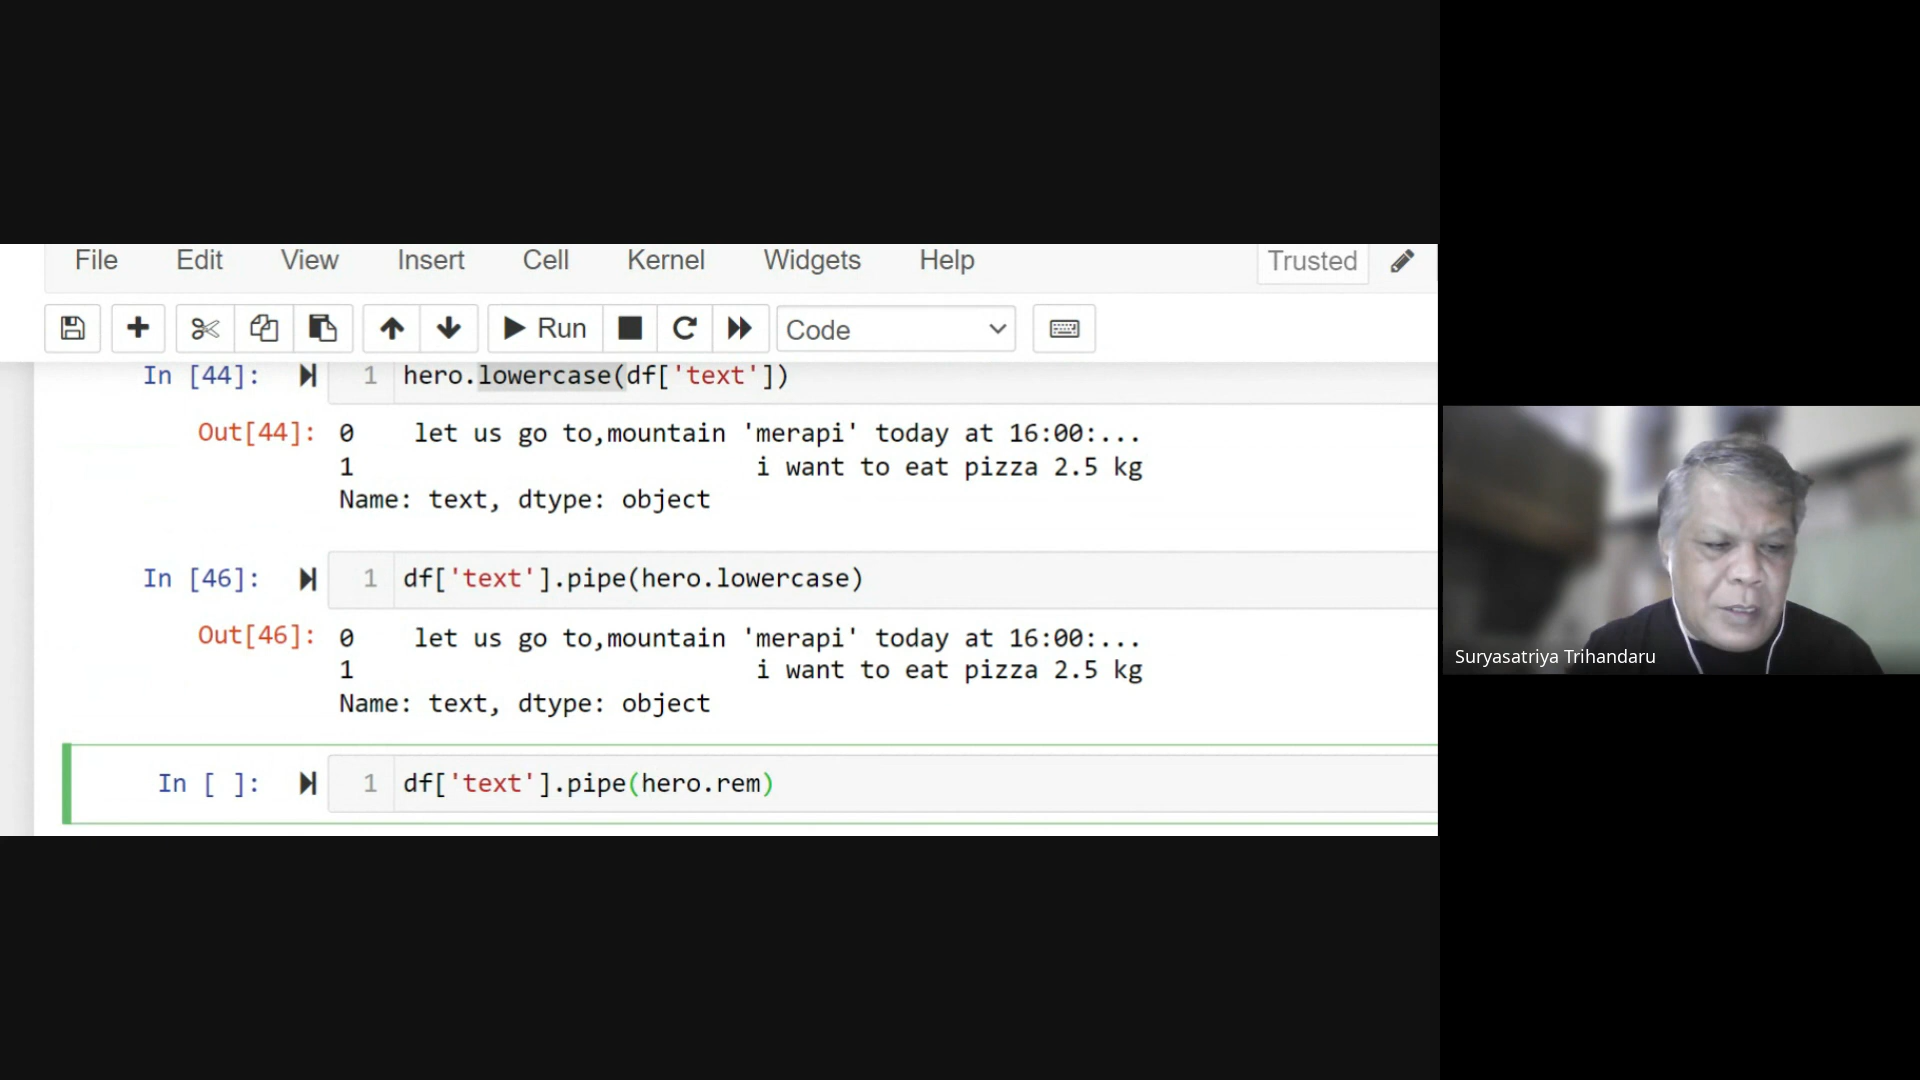 File Edit View Insert Cell Kernel Widgets Help Trusted
Run Code
In [44]: 1 hero.lowercase(df['text'])
Out[44]: 0 let us go to,mountain 'merapi' today at 16:00:...
1 i want to eat pizza 2.5 kg
Name: text, dtype: object
In [46]: 1 df['text'].pipe(hero.lowercase)
Out[46]: 0 let us go to,mountain 'merapi' today at 16:00:...
1 i want to eat pizza 2.5 kg
Name: text, dtype: object
In [ ]: 1 df['text'].pipe(hero.rem)
Suryasatriya Trihandaru